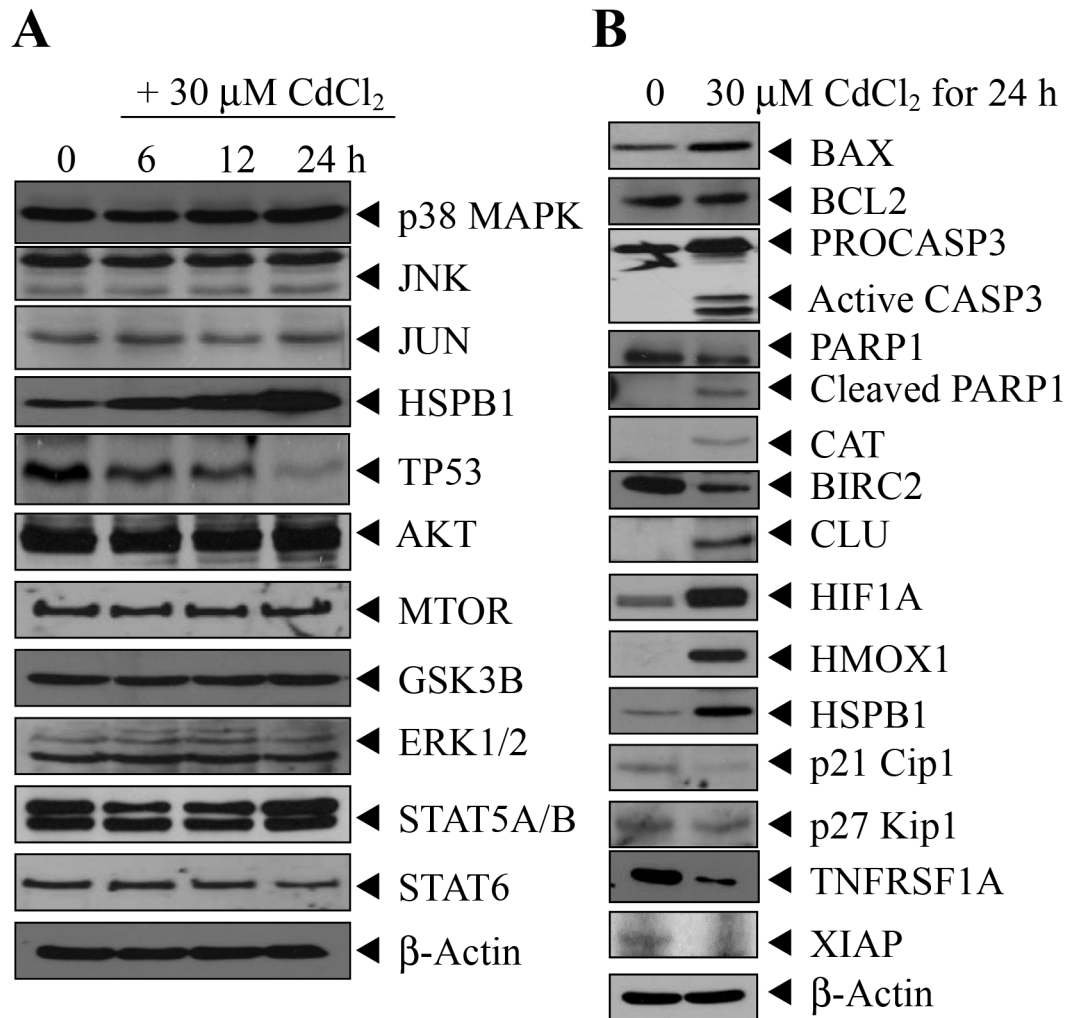 A
+ 30 μM CdCl₂
0 6 12 24 h
p38 MAPK
JNK
JUN
HSPB1
TP53
AKT
MTOR
GSK3B
ERK1/2
STAT5A/B
STAT6
β-Actin
B
0 30 μM CdCl₂ for 24 h
BAX
BCL2
PROCASP3
Active CASP3
PARP1
Cleaved PARP1
CAT
BIRC2
CLU
HIF1A
HMOX1
HSPB1
p21 Cip1
p27 Kip1
TNFRSF1A
XIAP
β-Actin